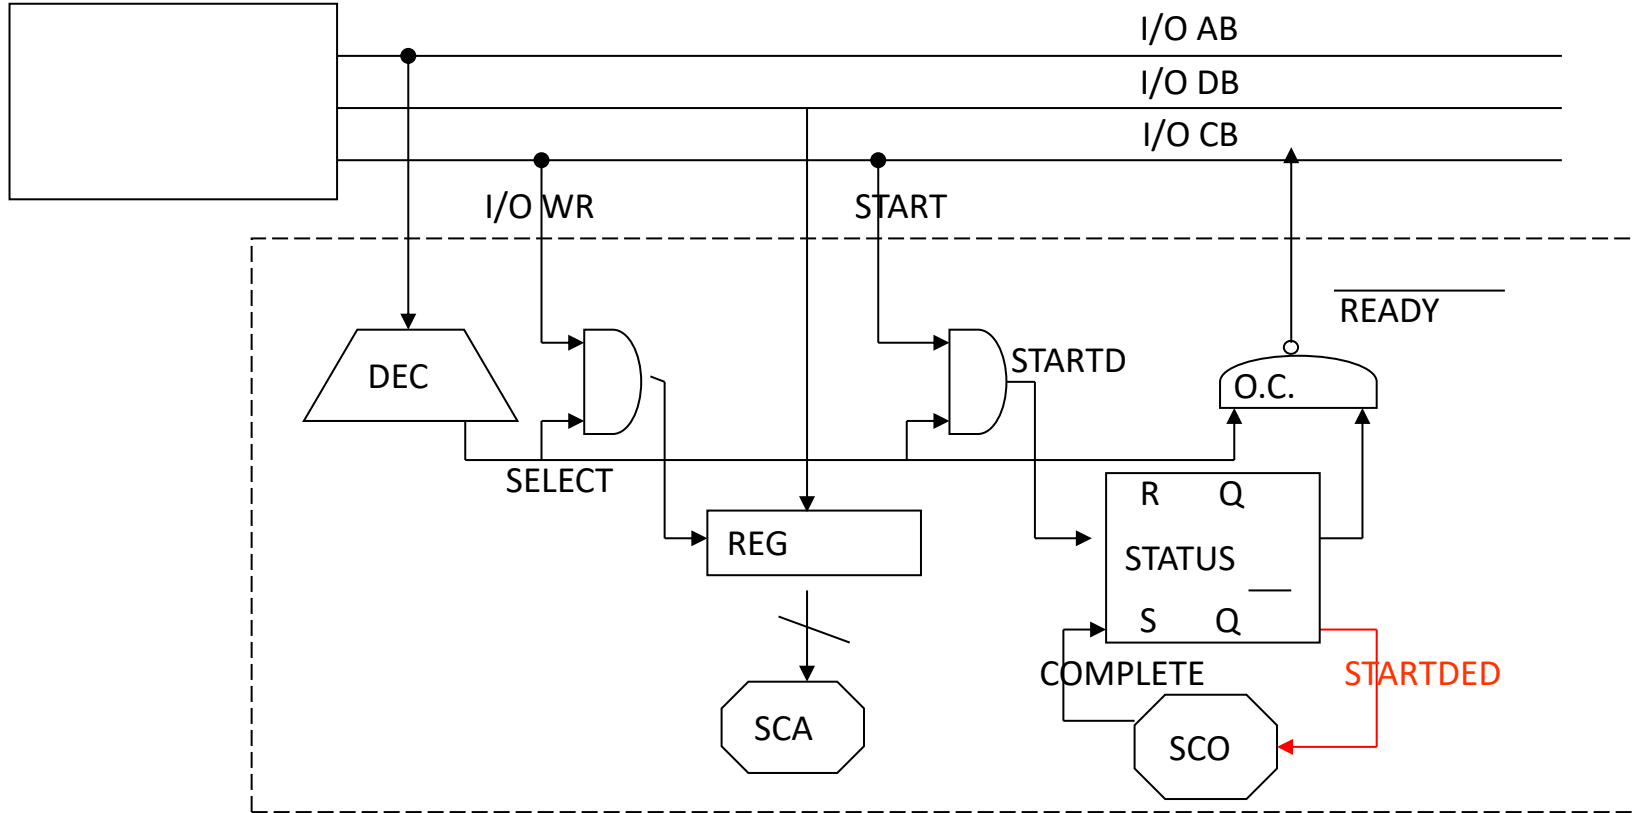 I/O AB
I/O DB
I/O CB
I/O WR
START
READY
STARTD
DEC
O.C.
SELECT
R Q
REG
STATUS
S Q
COMPLETE
STARTDED
SCA
SCO